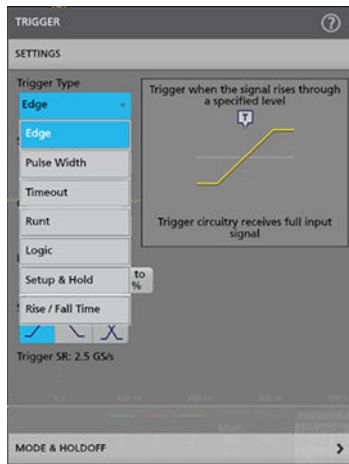 TRIGGER
?
SETTINGS
Trigger Type
Edge
Trigger when the signal rises through
a specified level
T
Edge
Pulse Width
Timeout
Runt
Trigger circuitry receives full input
signal
Logic
Setup & Hold
to
%
Rise / Fall Time
Trigger SR: 2.5 GS/s
Math
MODE & HOLDOFF